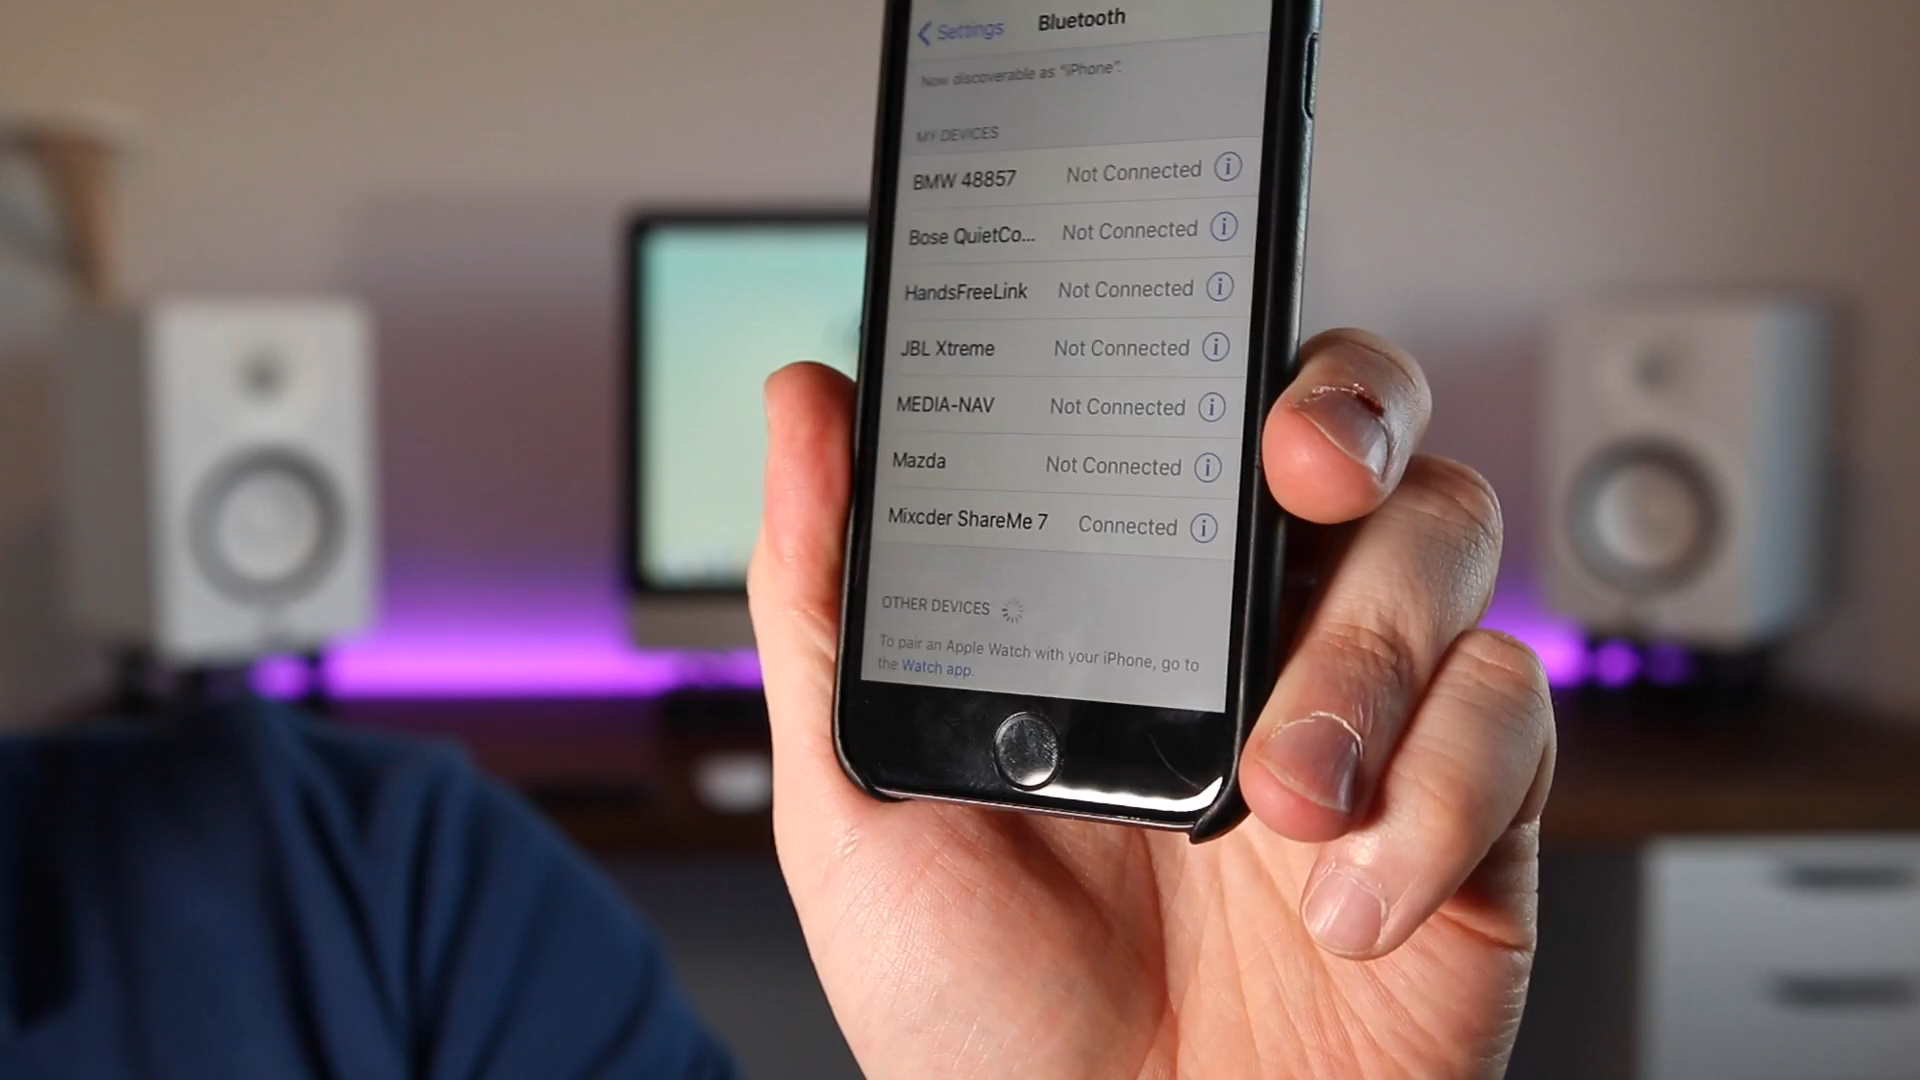 Settings Bluetooth
Now discoverable as “iPhone”.
MY DEVICES
BMW 48857 Not Connected i
Bose QuietCo... Not Connected i
HandsFreeLink Not Connected i
JBL Xtreme Not Connected i
MEDIA-NAV Not Connected i
Mazda Not Connected i
Mixcder ShareMe 7 Connected i
OTHER DEVICES
To pair an Apple Watch with your iPhone, go to
the Watch app.